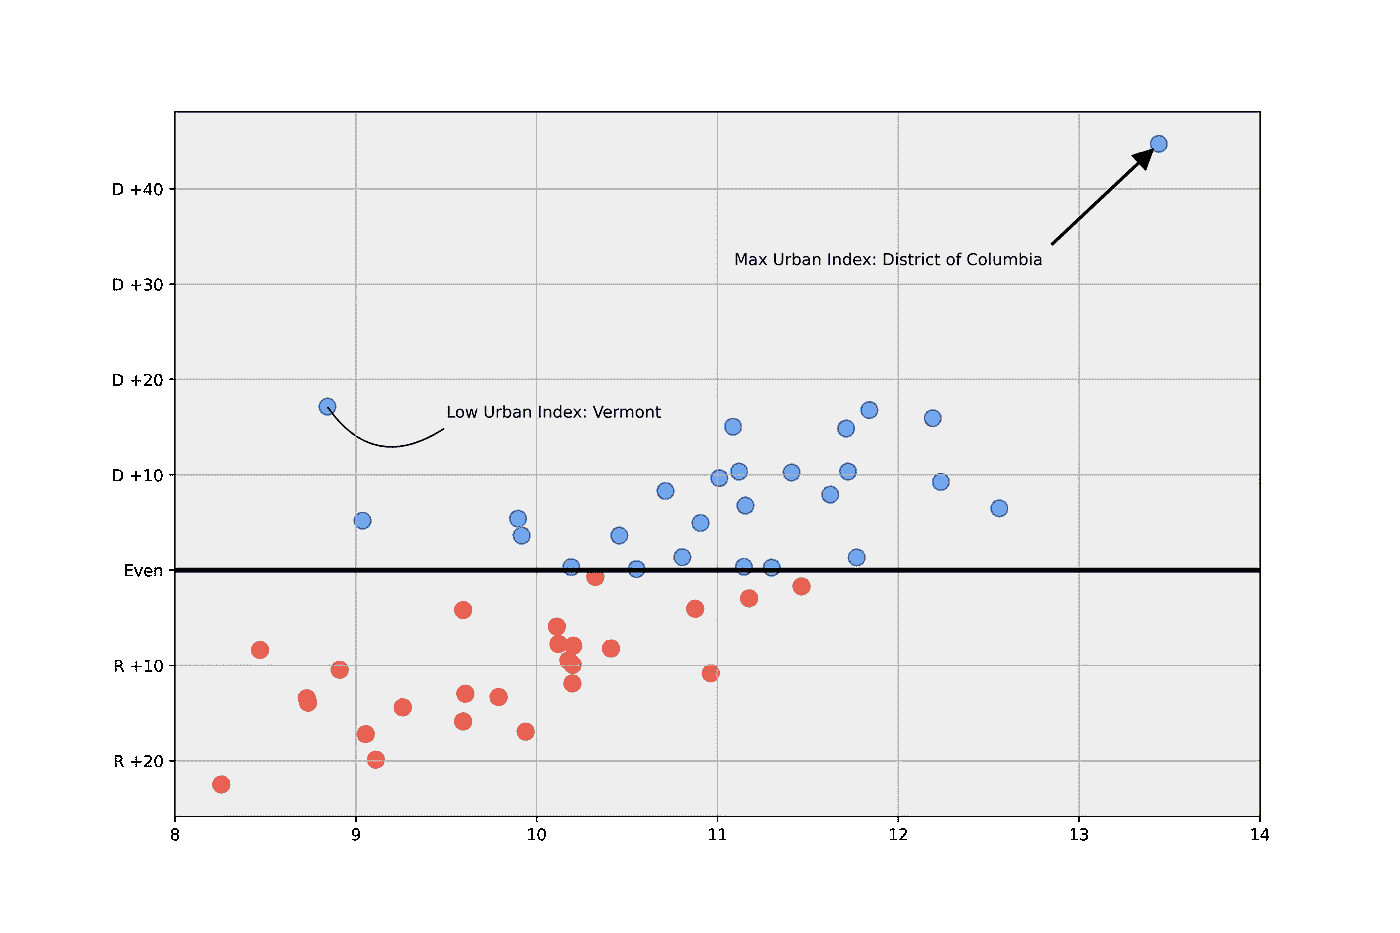 D +40
Max Urban Index: District of Columbia
D +30
D +20
Low Urban Index: Vermont
D +10
Even
R +10
R +20
8 9 10 11 12 13 14